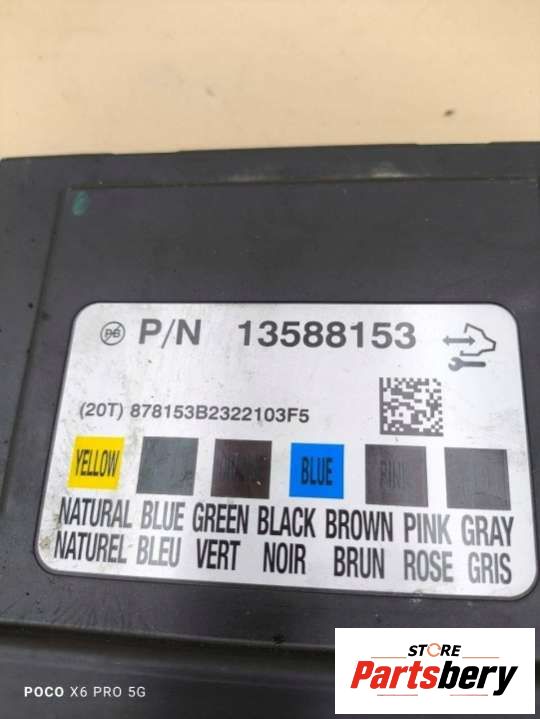 P/N 13588153
(20T) 878153B2322103F5
YELLOW BLUE PINK
NATURAL BLUE GREEN BLACK BROWN PINK GRAY
NATUREL BLEU VERT NOIR BRUN ROSE GRIS
STORE
Partsbery
POCO X6 PRO 5G